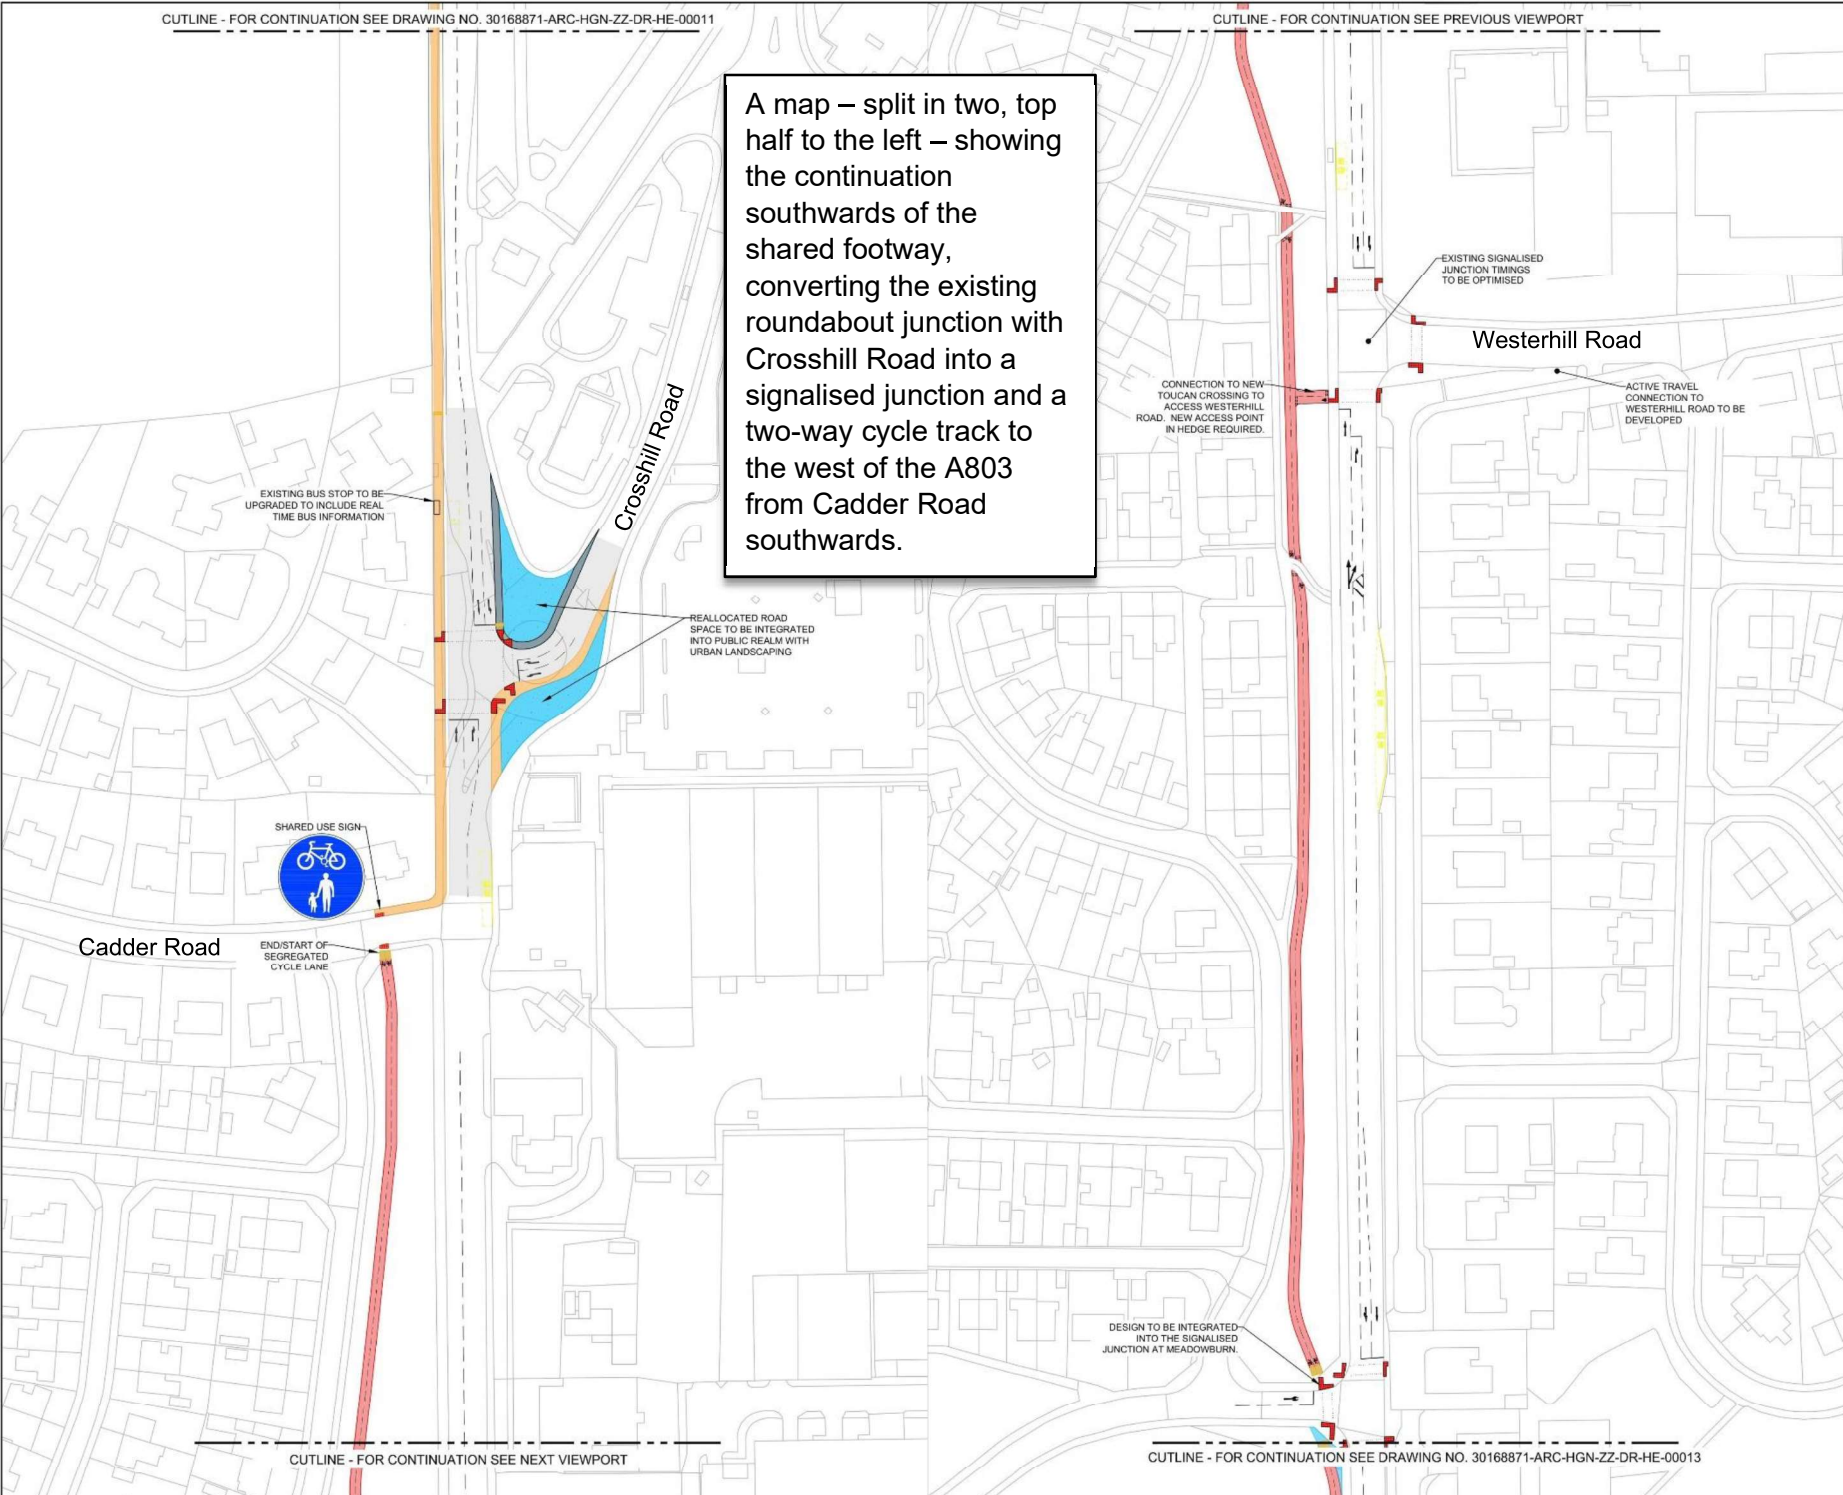 CUTLINE - FOR CONTINUATION SEE DRAWING NO. 30168871-ARC-HGN-ZZ-DR-HE-00011
CUTLINE - FOR CONTINUATION SEE PREVIOUS VIEWPORT
A map – split in two, top
half to the left – showing
the continuation
southwards of the
shared footway,
converting the existing
roundabout junction with
Crosshill Road into a
signalised junction and a
two-way cycle track to
the west of the A803
from Cadder Road
southwards.
Crosshill Road
EXISTING BUS STOP TO BE
UPGRADED TO INCLUDE REAL
TIME BUS INFORMATION
REALLOCATED ROAD
SPACE TO BE INTEGRATED
INTO PUBLIC REALM WITH
URBAN LANDSCAPING
SHARED USE SIGN
Cadder Road
END/START OF
SEGREGATED
CYCLE LANE
CUTLINE - FOR CONTINUATION SEE NEXT VIEWPORT
EXISTING SIGNALISED
JUNCTION TIMINGS
TO BE OPTIMISED
Westerhill Road
CONNECTION TO NEW
TOUCAN CROSSING TO
ACCESS WESTERHILL
ROAD. NEW ACCESS POINT
IN HEDGE REQUIRED.
ACTIVE TRAVEL
CONNECTION TO
WESTERHILL ROAD TO BE
DEVELOPED
DESIGN TO BE INTEGRATED
INTO THE SIGNALISED
JUNCTION AT MEADOWBURN.
CUTLINE - FOR CONTINUATION SEE DRAWING NO. 30168871-ARC-HGN-ZZ-DR-HE-00013